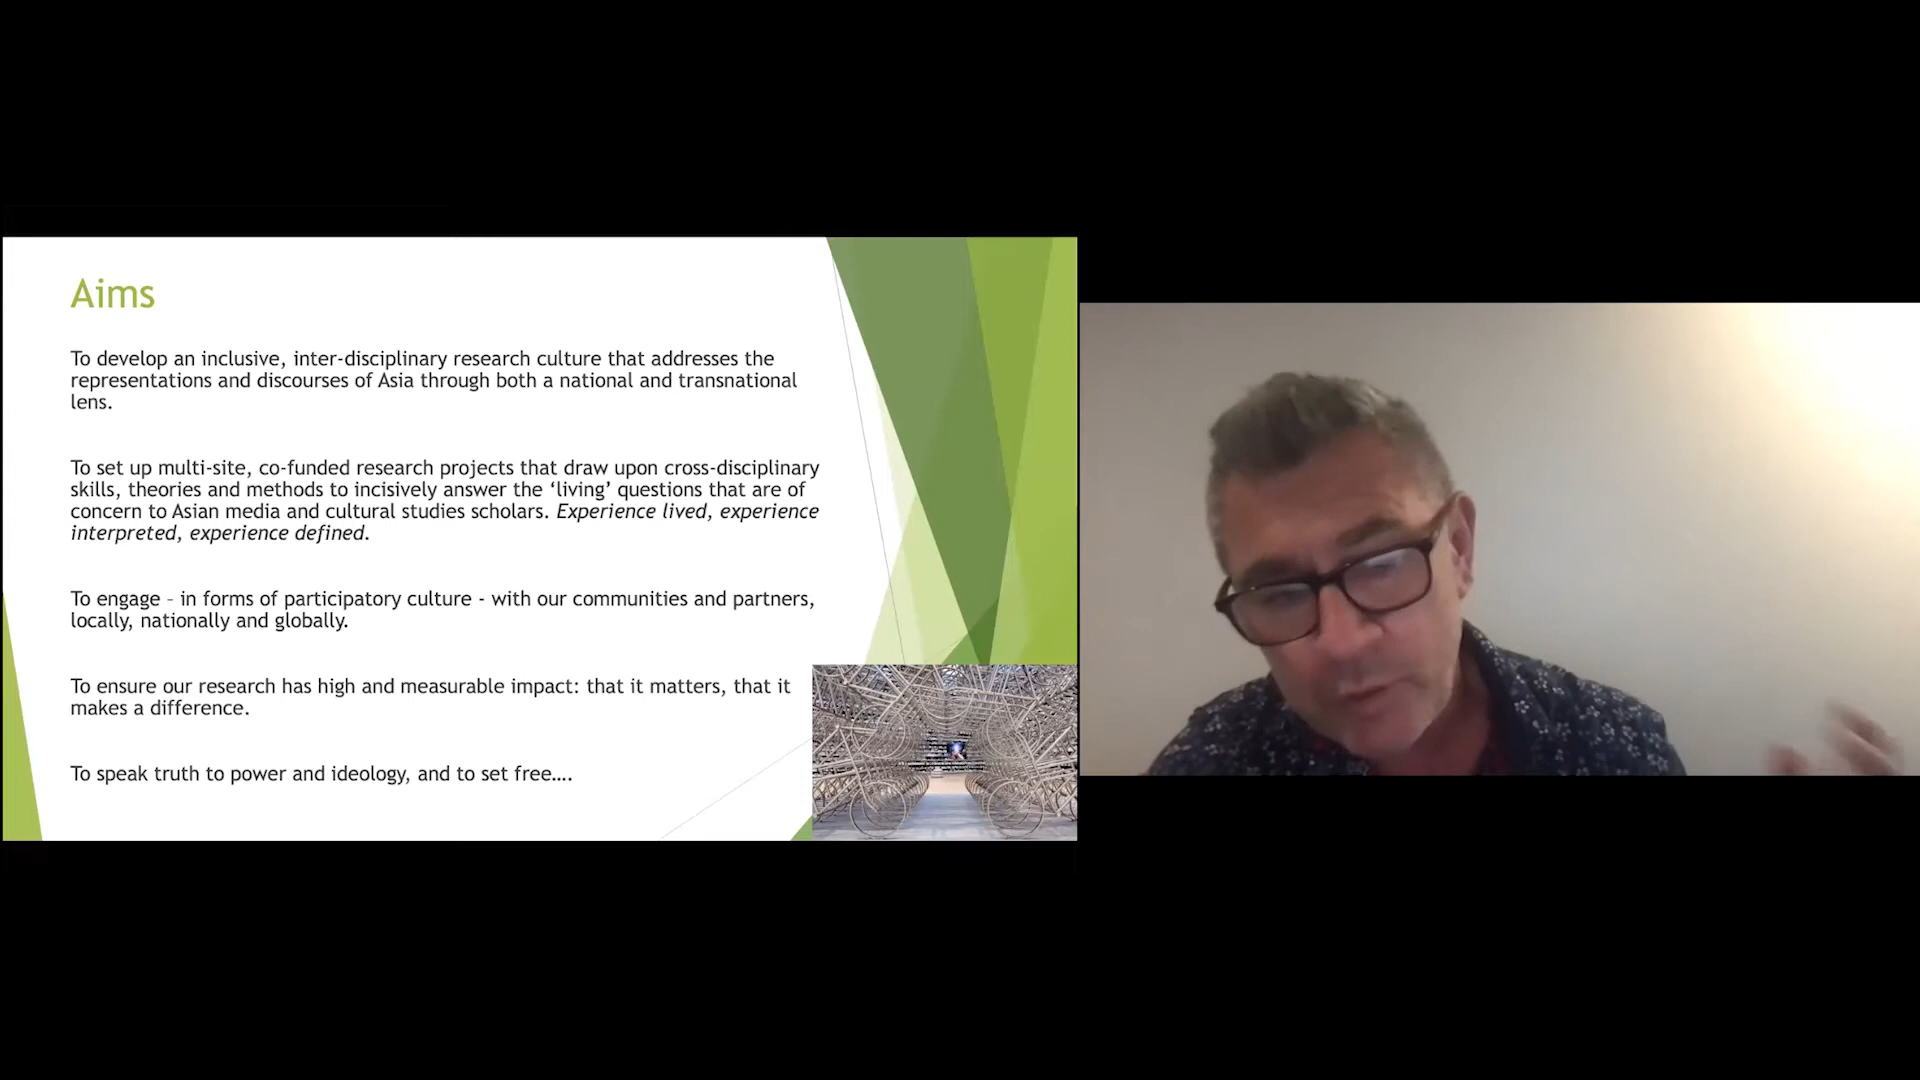 Aims
To develop an inclusive, inter-disciplinary research culture that addresses the
representations and discourses of Asia through both a national and transnational
lens.
To set up multi-site, co-funded research projects that draw upon cross-disciplinary
skills, theories and methods to incisively answer the ‘living’ questions that are of
concern to Asian media and cultural studies scholars. Experience lived, experience
interpreted, experience defined.
To engage – in forms of participatory culture - with our communities and partners,
locally, nationally and globally.
To ensure our research has high and measurable impact: that it matters, that it
makes a difference.
To speak truth to power and ideology, and to set free….